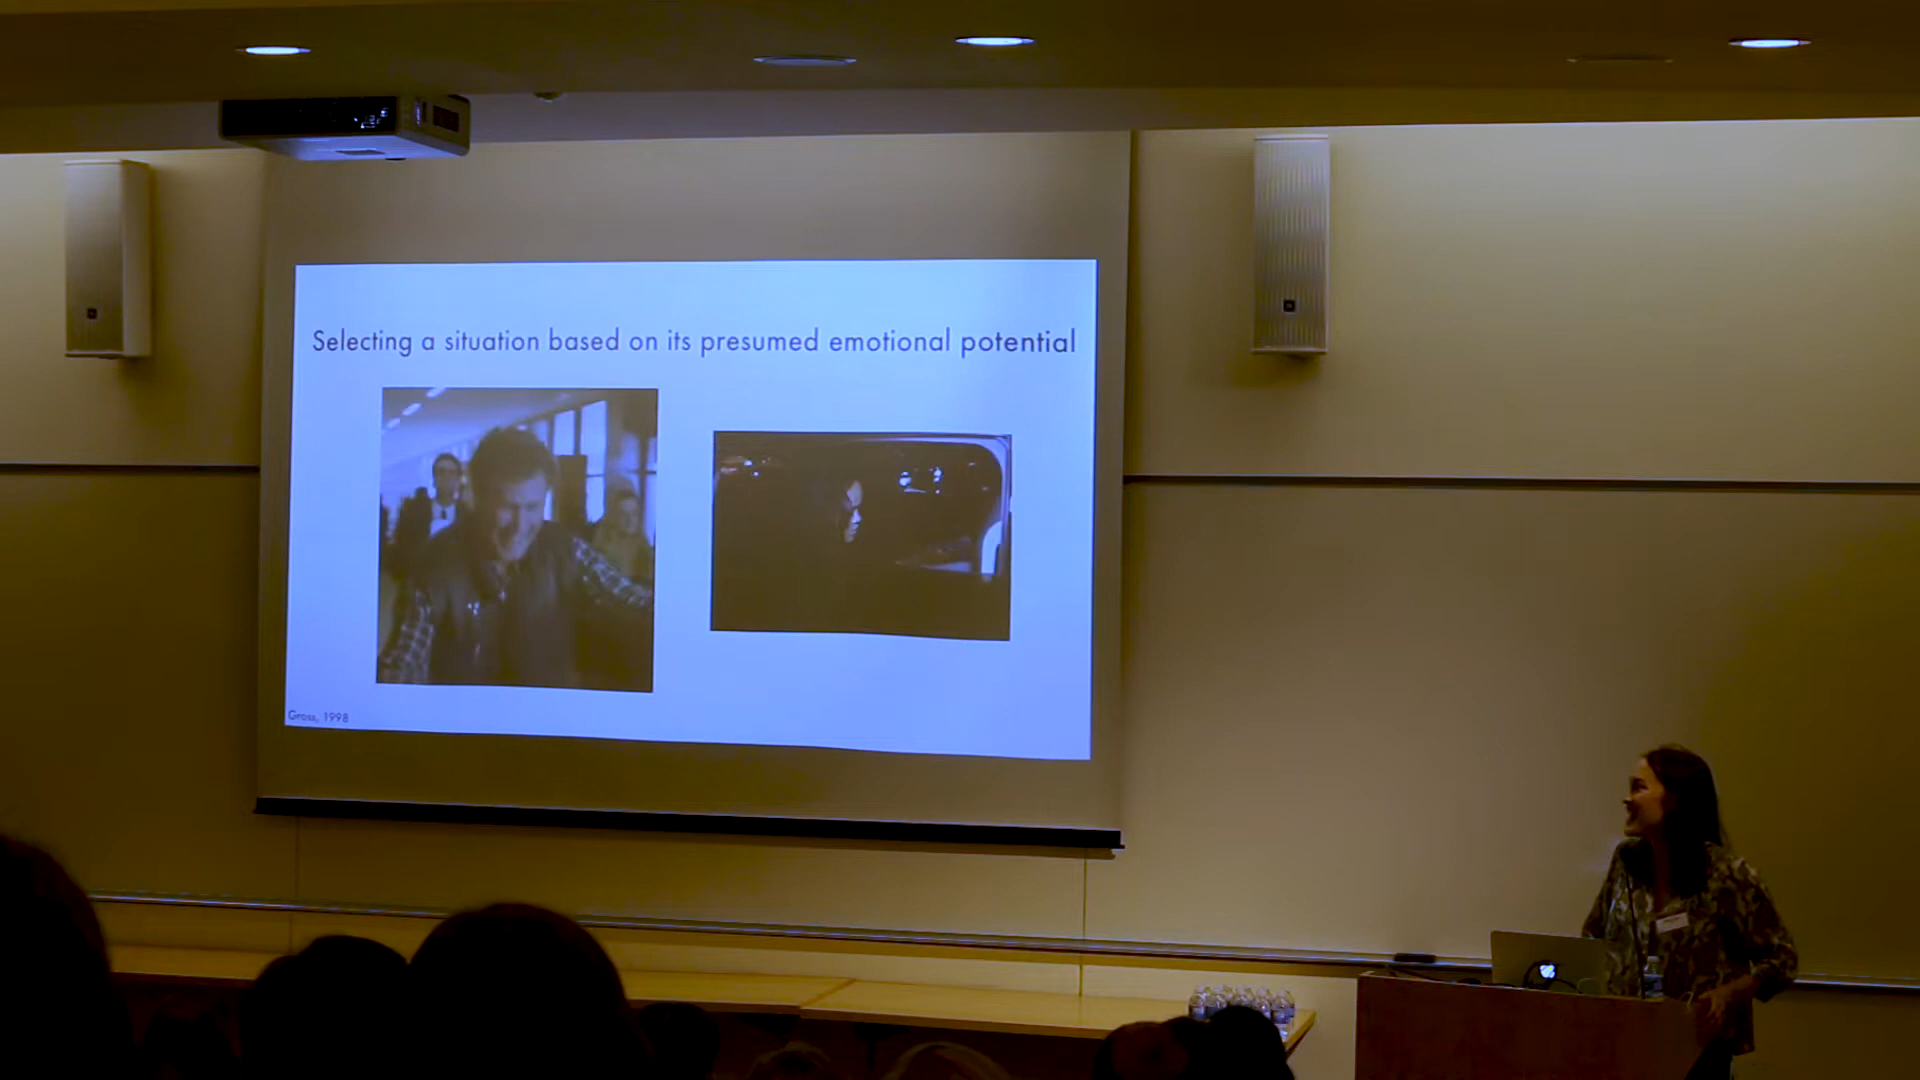 Selecting a situation based on its presumed emotional potential
Gross, 1998